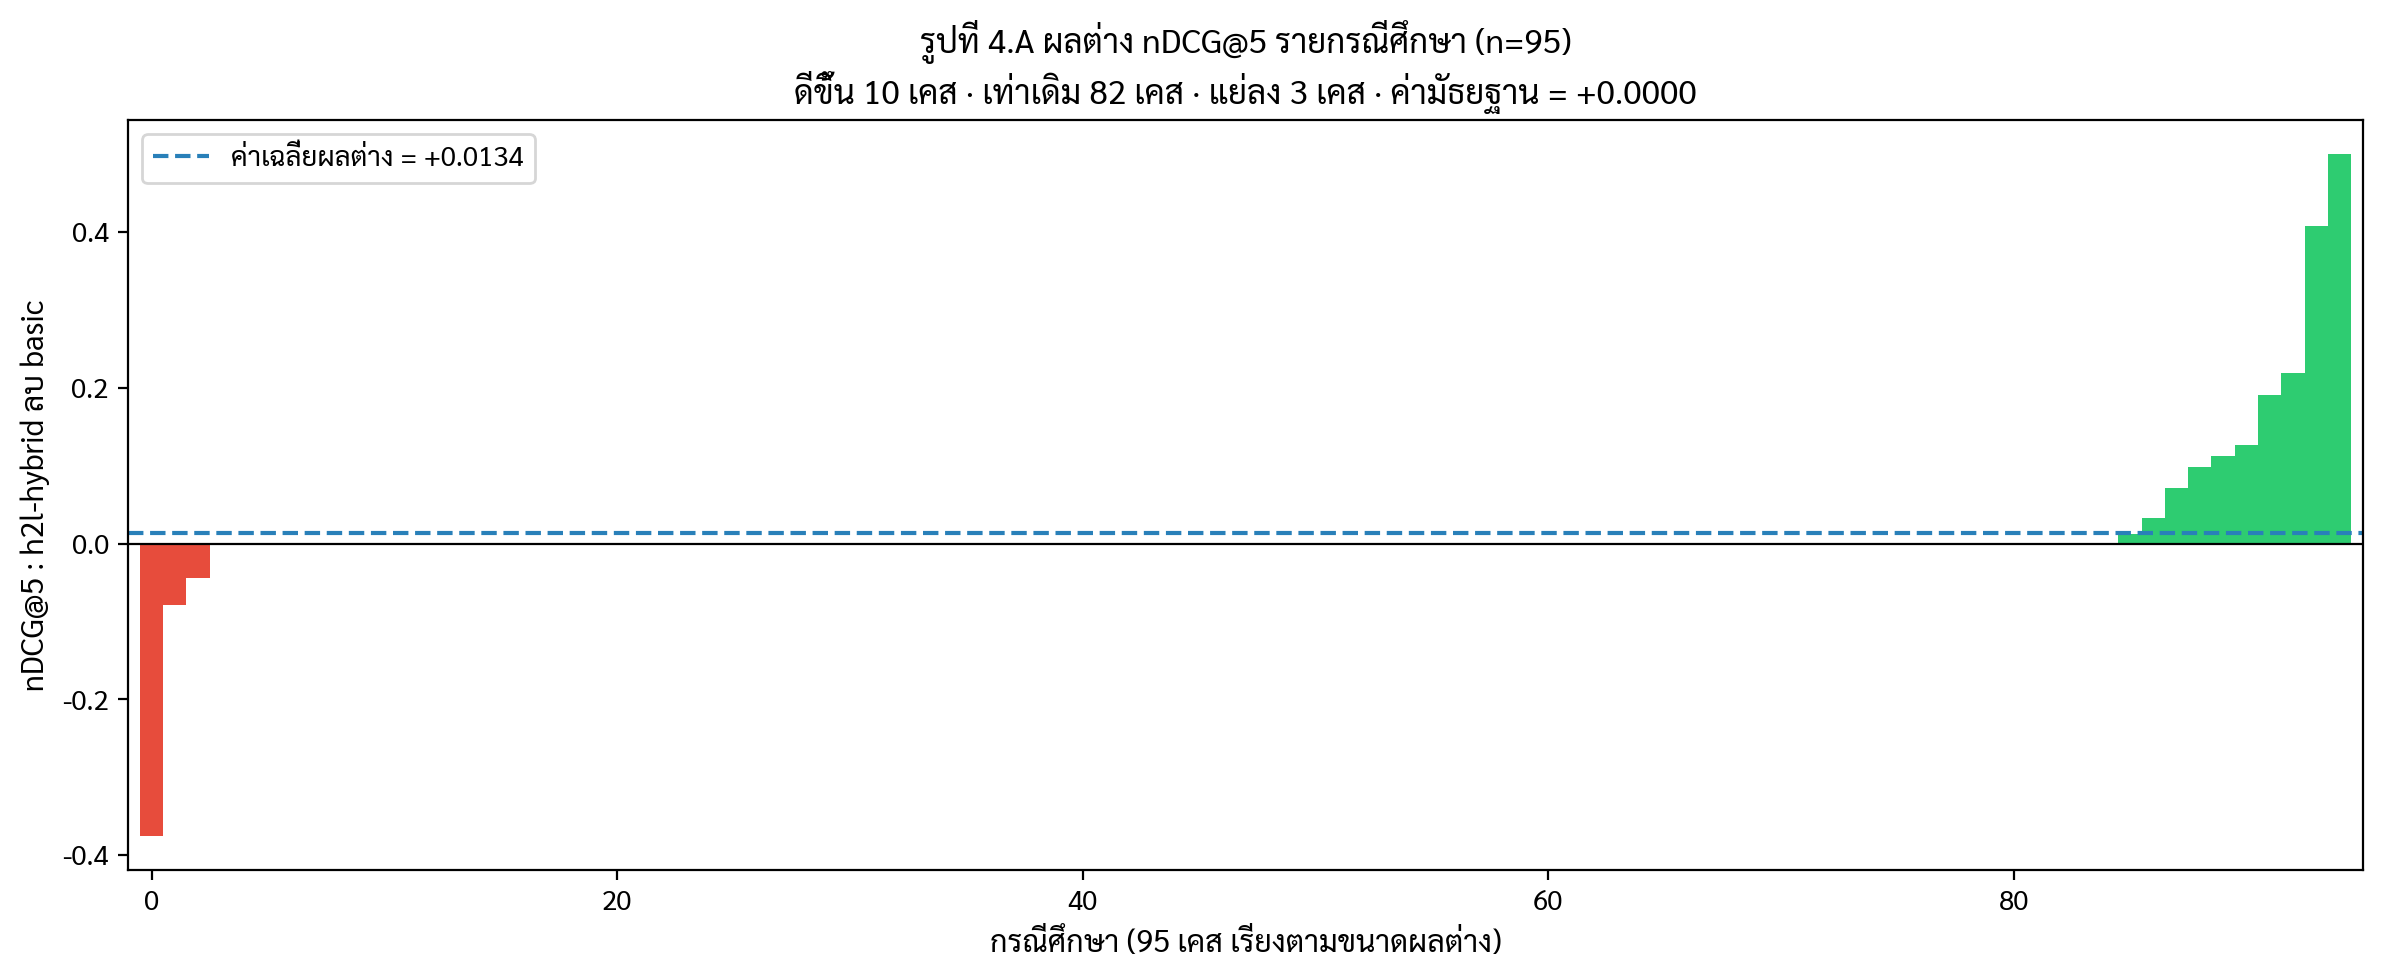 รูปที่ 4.A ผลต่าง nDCG@5 รายกรณีศึกษา (n=95)
ดีขึ้น 10 เคส · เท่าเดิม 82 เคส · แย่ลง 3 เคส · ค่ามัธยฐาน = +0.0000
ค่าเฉลี่ยผลต่าง = +0.0134
nDCG@5 : h2l-hybrid ลบ basic
0.4
0.2
0.0
-0.2
-0.4
0 20 40 60 80
กรณีศึกษา (95 เคส เรียงตามขนาดผลต่าง)